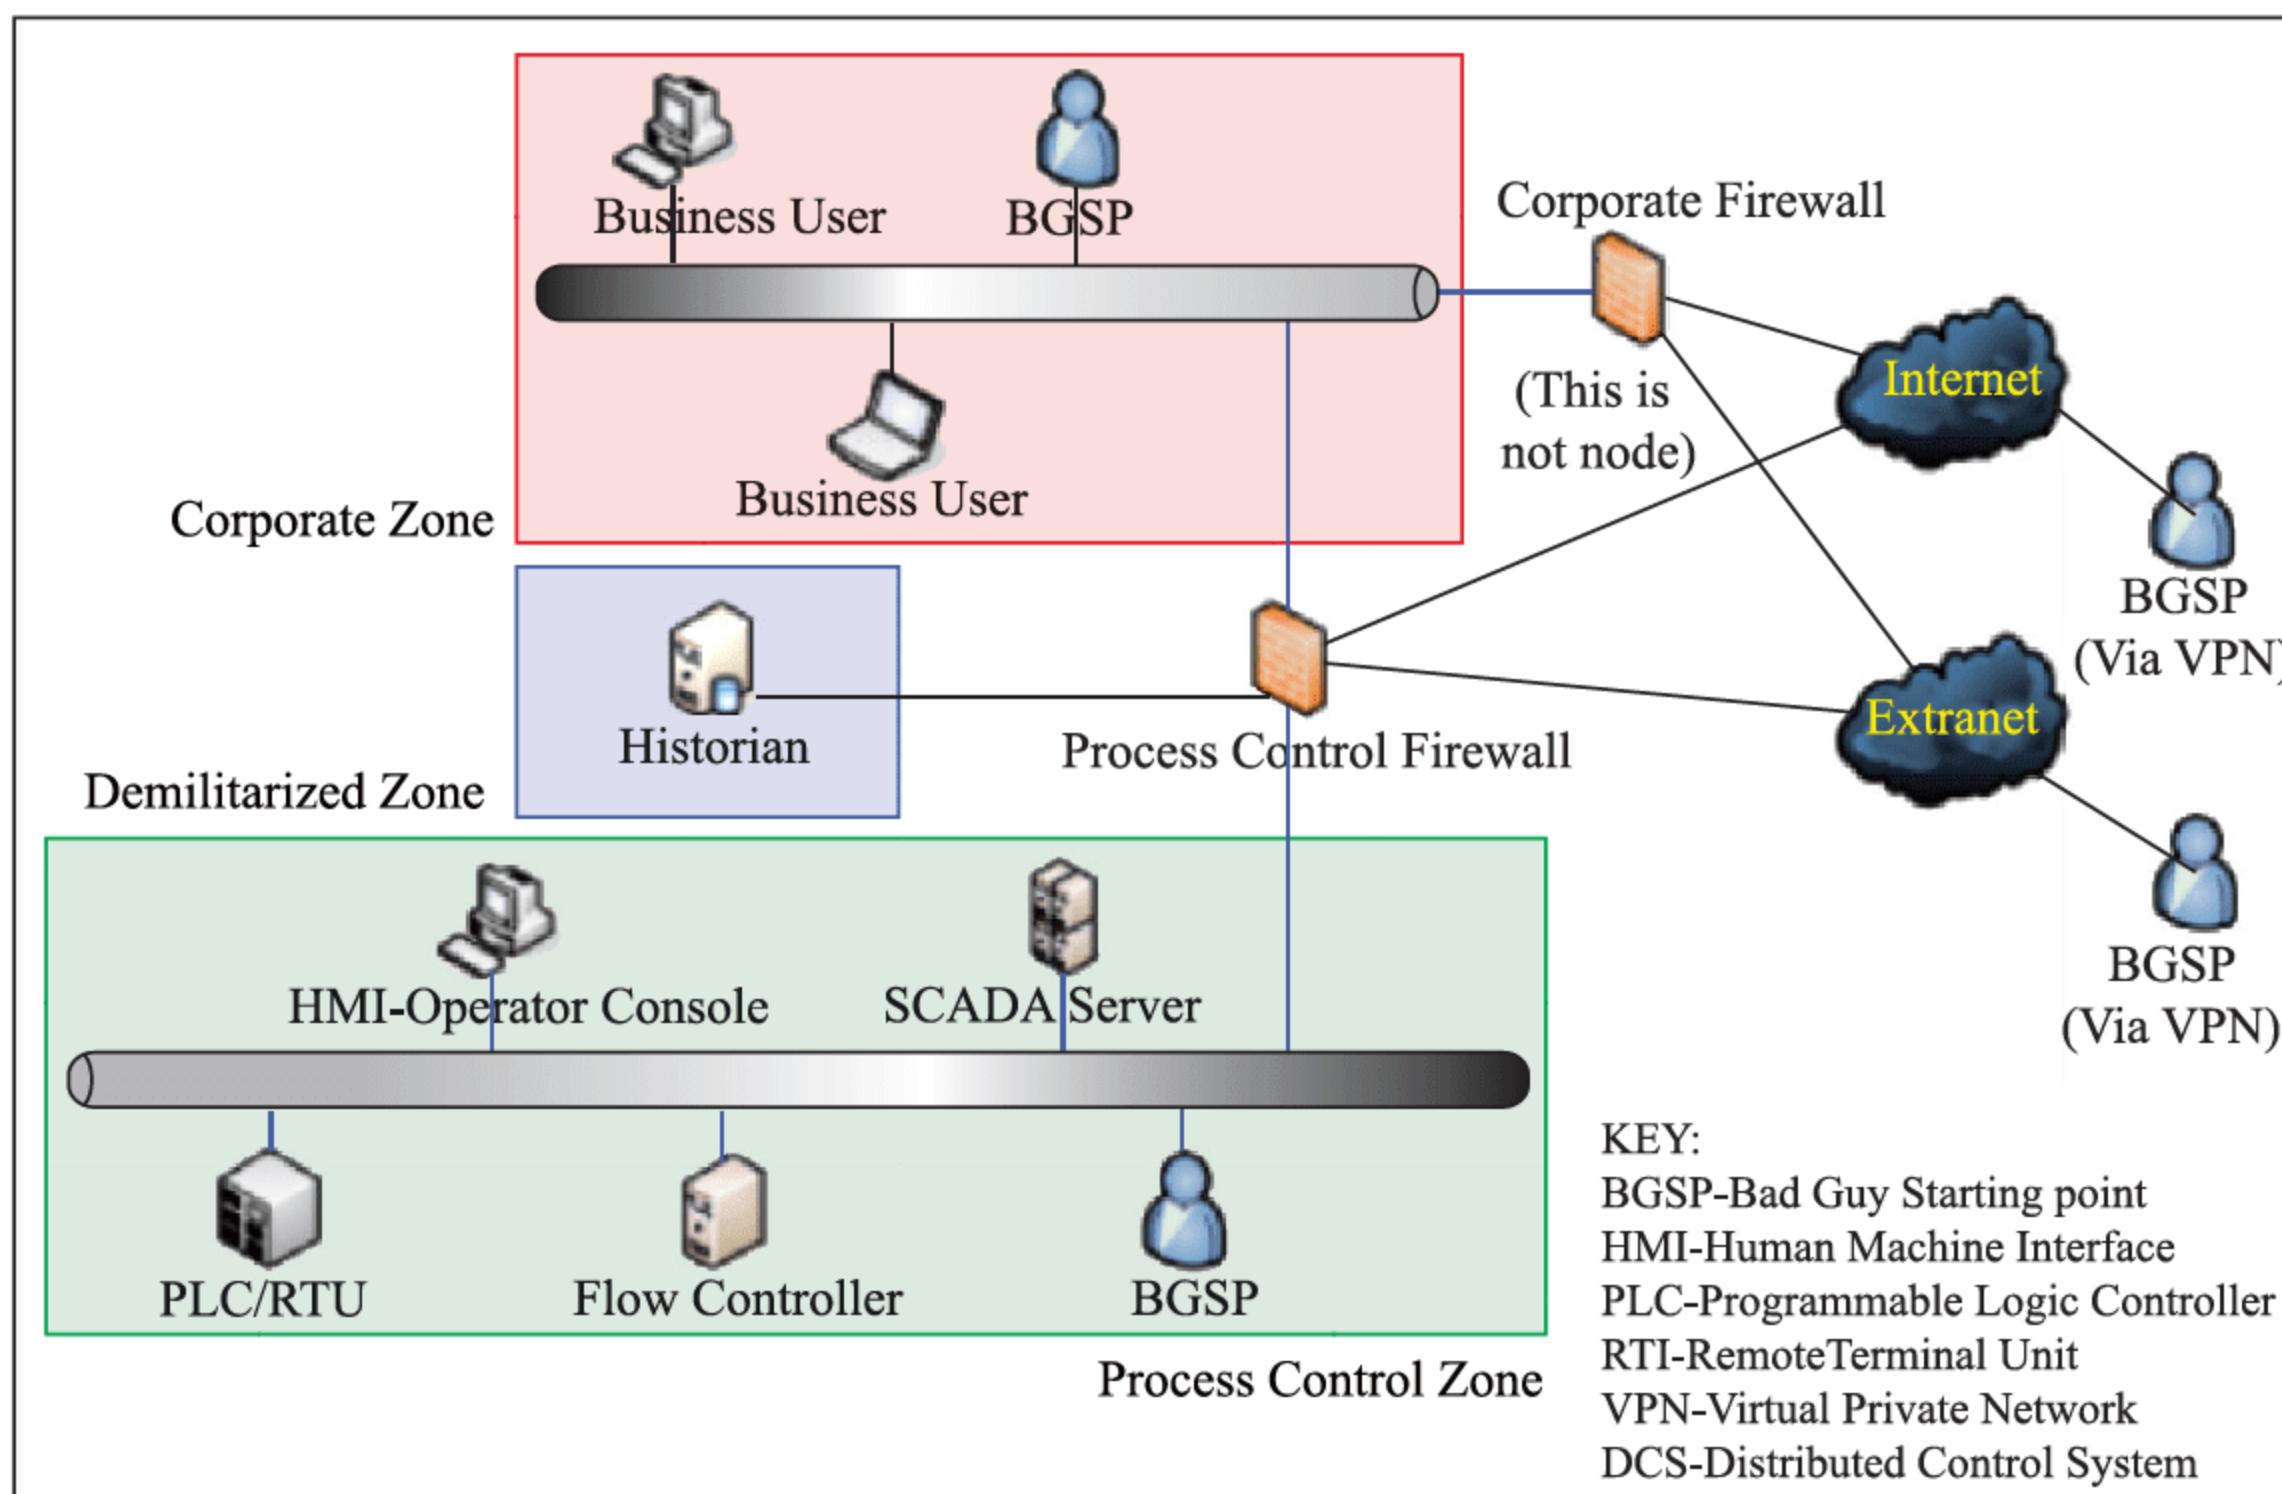 Business User
BGSP
Corporate Firewall
Internet
(This is
not node)
Business User
Corporate Zone
BGSP
(Via VPN)
Historian
Extranet
Process Control Firewall
Demilitarized Zone
BGSP
(Via VPN)
HMI-Operator Console
SCADA Server
PLC/RTU
Flow Controller
BGSP
Process Control Zone
KEY:
BGSP-Bad Guy Starting point
HMI-Human Machine Interface
PLC-Programmable Logic Controller
RTI-RemoteTerminal Unit
VPN-Virtual Private Network
DCS-Distributed Control System